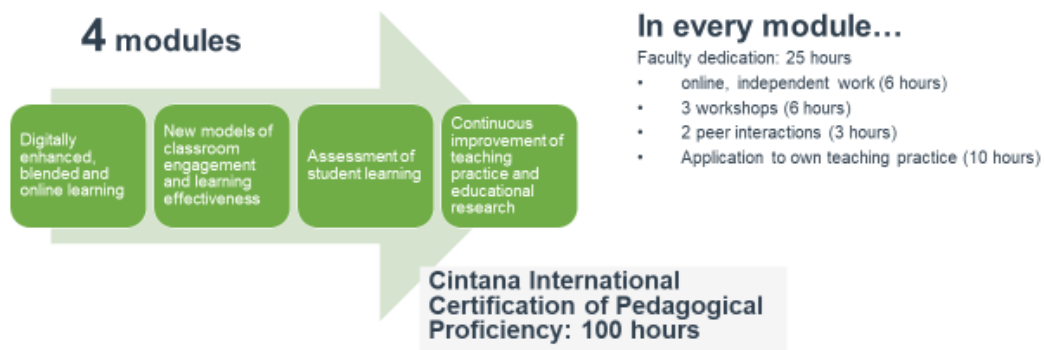 4 modules
Digitally
enhanced,
blended and
online learning
New models of
classroom
engagement
and learning
effectiveness
Assessment of
student learning
Continuous
improvement of
teaching
practice and
educational
research
Cintana International
Certification of Pedagogical
Proficiency: 100 hours
In every module…
Faculty dedication: 25 hours
• online, independent work (6 hours)
• 3 workshops (6 hours)
• 2 peer interactions (3 hours)
• Application to own teaching practice (10 hours)